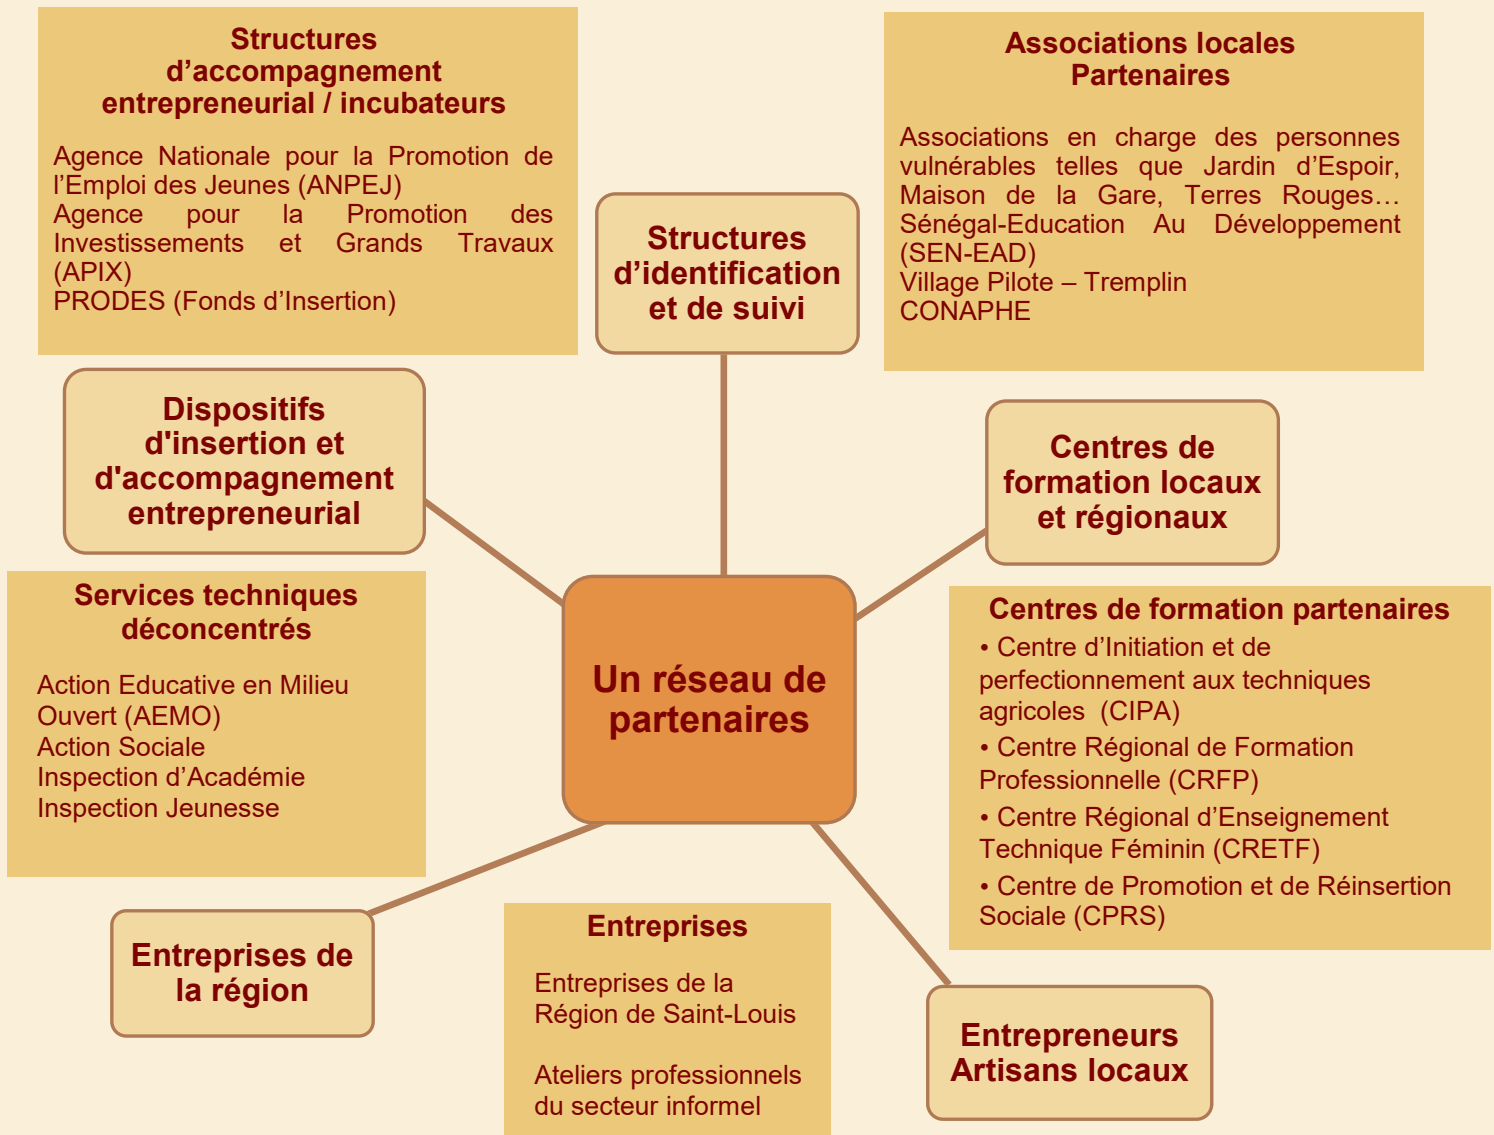 Structures
d’accompagnement
entrepreneurial / incubateurs
Agence Nationale pour la Promotion de
l’Emploi des Jeunes (ANPEJ)
Agence pour la Promotion des
Investissements et Grands Travaux
(APIX)
PRODES (Fonds d’Insertion)
Structures
d’identification
et de suivi
Associations locales
Partenaires
Associations en charge des personnes
vulnérables telles que Jardin d’Espoir,
Maison de la Gare, Terres Rouges…
Sénégal-Education Au Développement
(SEN-EAD)
Village Pilote – Tremplin
CONAPHE
Dispositifs
d'insertion et
d'accompagnement
entrepreneurial
Centres de
formation locaux
et régionaux
Services techniques
déconcentrés
Action Educative en Milieu
Ouvert (AEMO)
Action Sociale
Inspection d’Académie
Inspection Jeunesse
Un réseau de
partenaires
Centres de formation partenaires
• Centre d’Initiation et de
perfectionnement aux techniques
agricoles (CIPA)
• Centre Régional de Formation
Professionnelle (CRFP)
• Centre Régional d’Enseignement
Technique Féminin (CRETF)
• Centre de Promotion et de Réinsertion
Sociale (CPRS)
Entreprises de
la région
Entreprises
Entreprises de la
Région de Saint-Louis
Ateliers professionnels
du secteur informel
Entrepreneurs
Artisans locaux